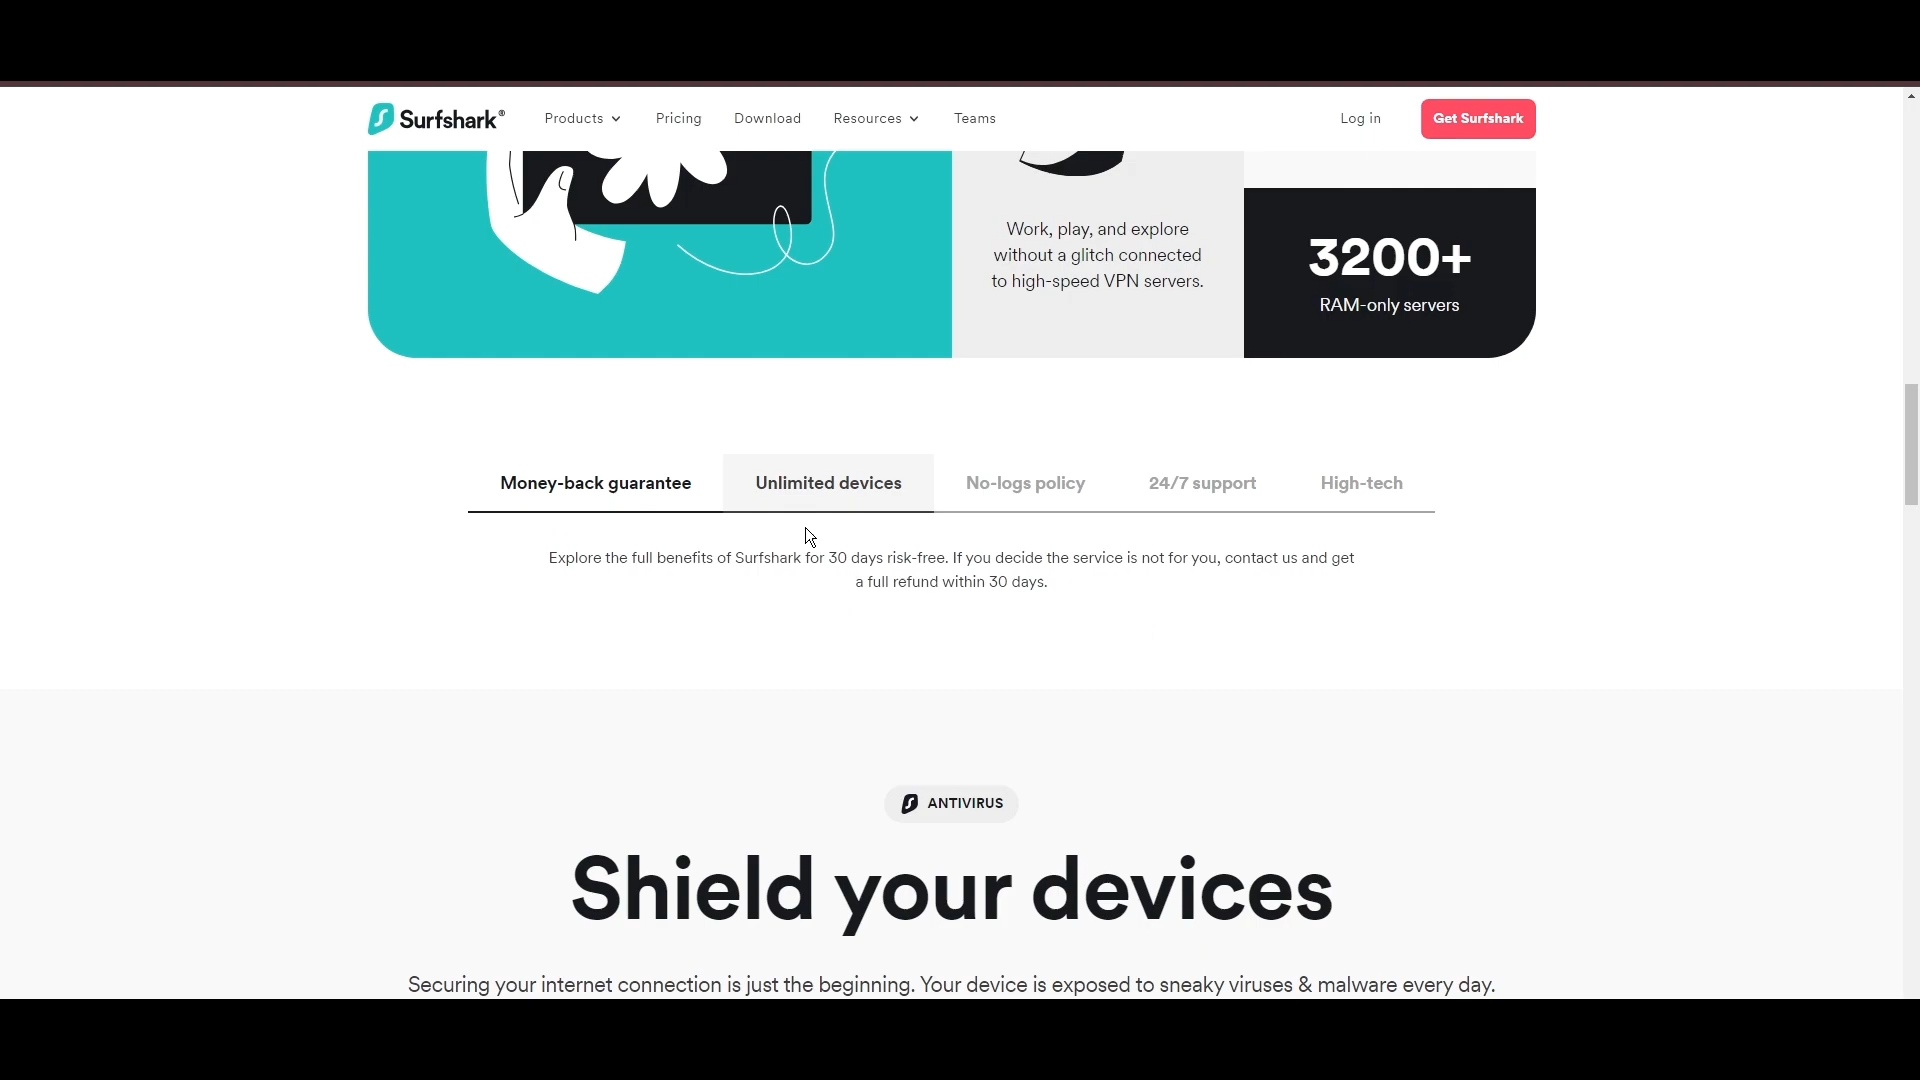 Surfshark®
Products
Pricing
Download
Resources
Teams
Log in
Get Surfshark
Work, play, and explore
without a glitch connected
to high-speed VPN servers.
3200+
RAM-only servers
Money-back guarantee
Unlimited devices
No-logs policy
24/7 support
High-tech
Explore the full benefits of Surfshark for 30 days risk-free. If you decide the service is not for you, contact us and get
a full refund within 30 days.
ANTIVIRUS
Shield your devices
Securing your internet connection is just the beginning. Your device is exposed to sneaky viruses & malware every day.